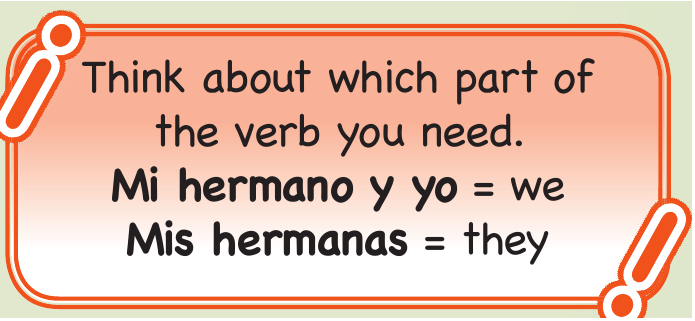 Think about which part of
the verb you need.
Mi hermano y yo = we
Mis hermanas = they